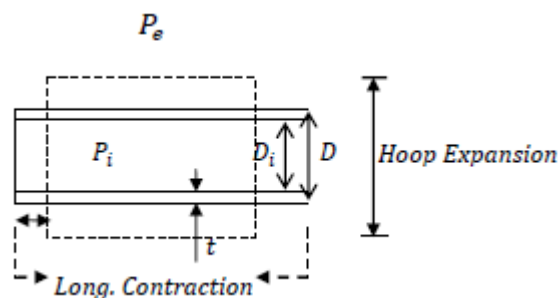 P_e
P_i D_i D Hoop Expansion
t
Long. Contraction